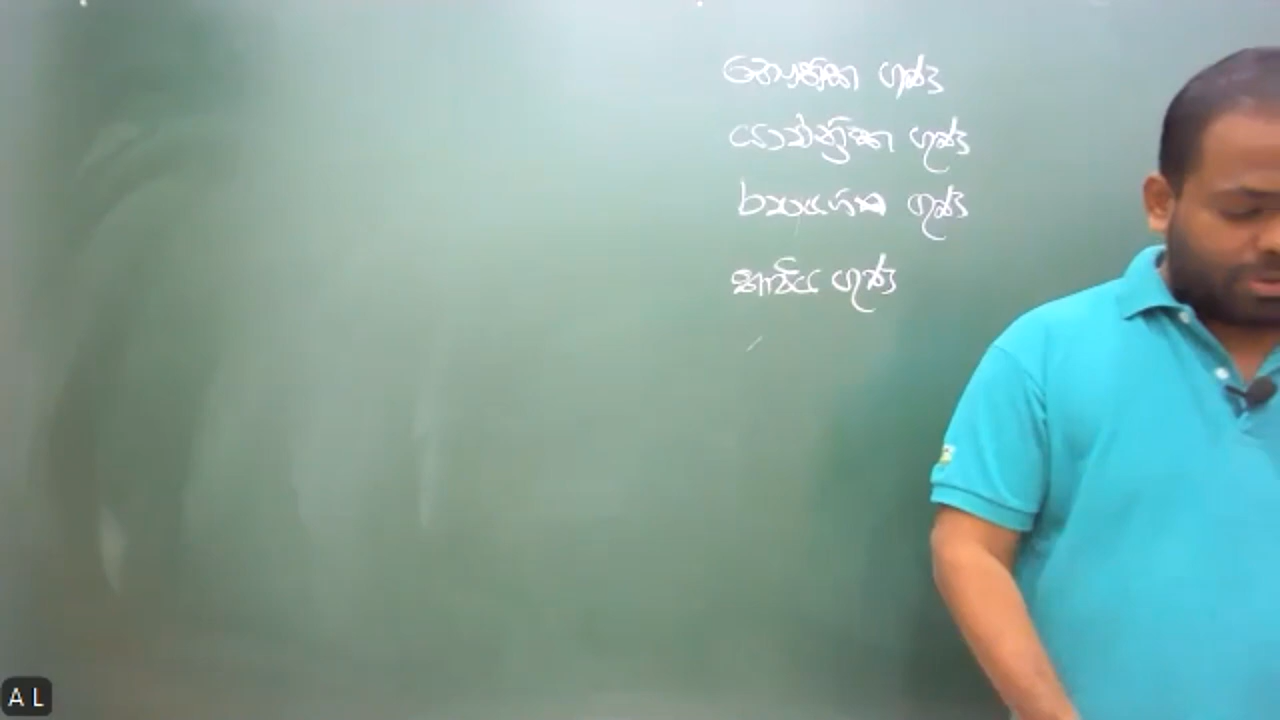 භෞතික ගුණ
යාන්ත්‍රික ගුණ
රසායනික ගුණ
තාපිය ගුණ
A L